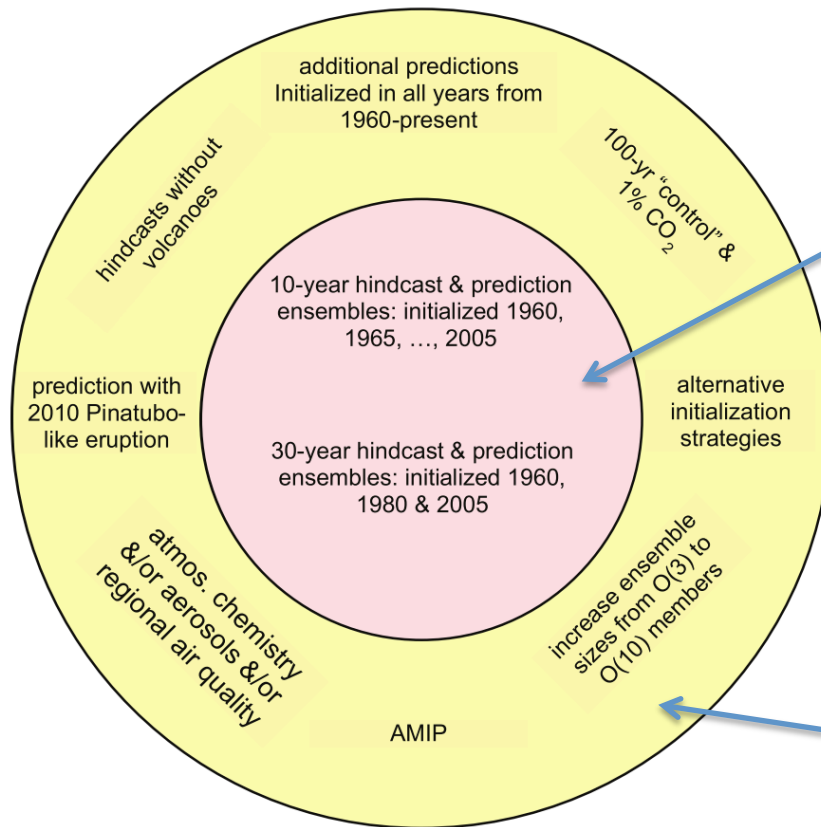 additional predictions
Initialized in all years from
1960-present
hindcasts without
volcanoes
100-yr “control” &
1% CO₂
10-year hindcast & prediction
ensembles: initialized 1960,
1965, …, 2005
prediction with
2010 Pinatubo-
like eruption
alternative
initialization
strategies
30-year hindcast & prediction
ensembles: initialized 1960,
1980 & 2005
atmos. chemistry
&/or aerosols &/or
regional air quality
increase ensemble
sizes from O(3) to
O(10) members
AMIP